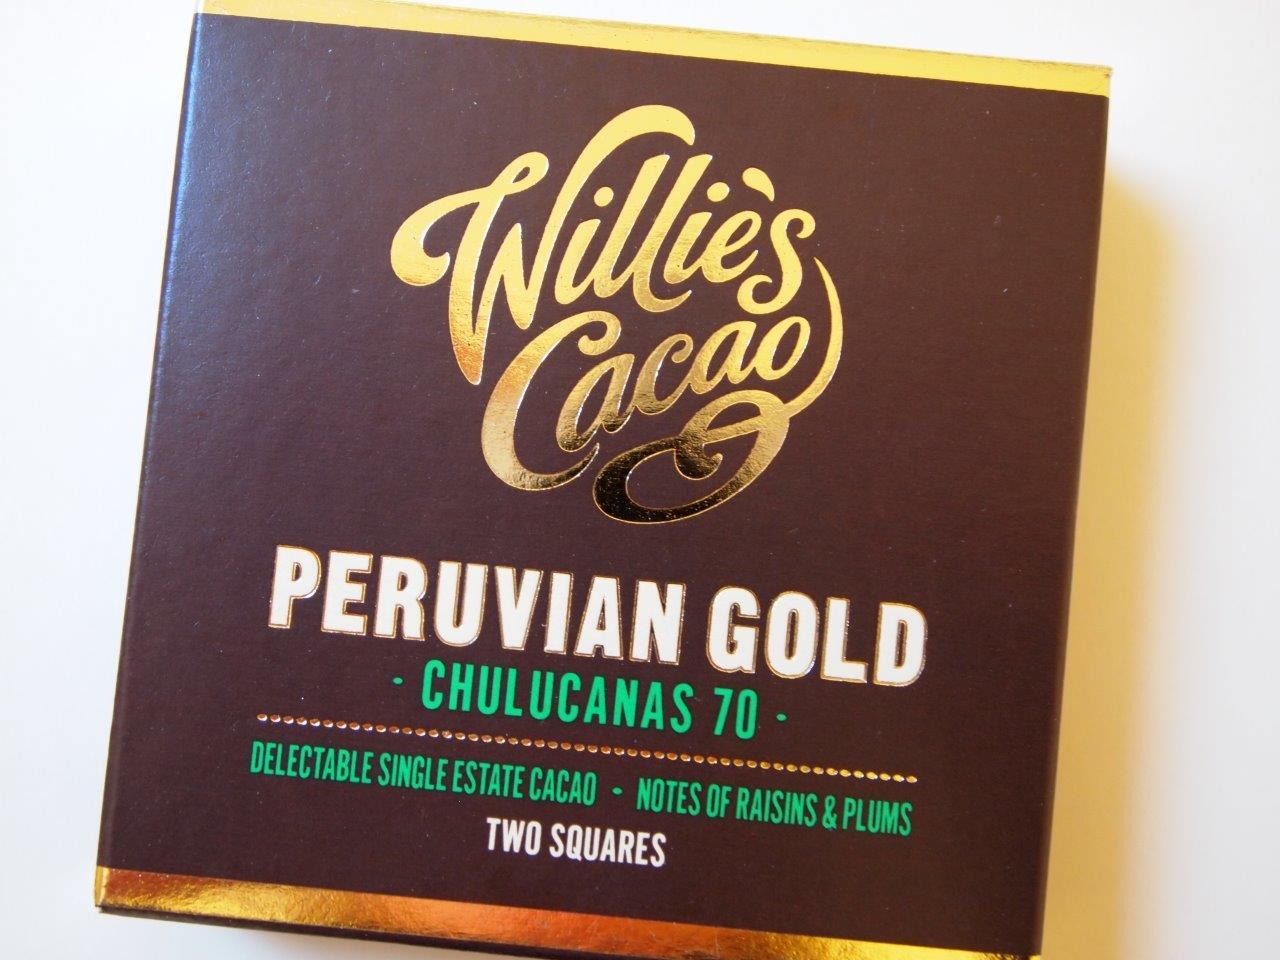 Willie's
Cacao
PERUVIAN GOLD
· CHULUCANAS 70 ·
DELECTABLE SINGLE ESTATE CACAO · NOTES OF RAISINS & PLUMS
TWO SQUARES